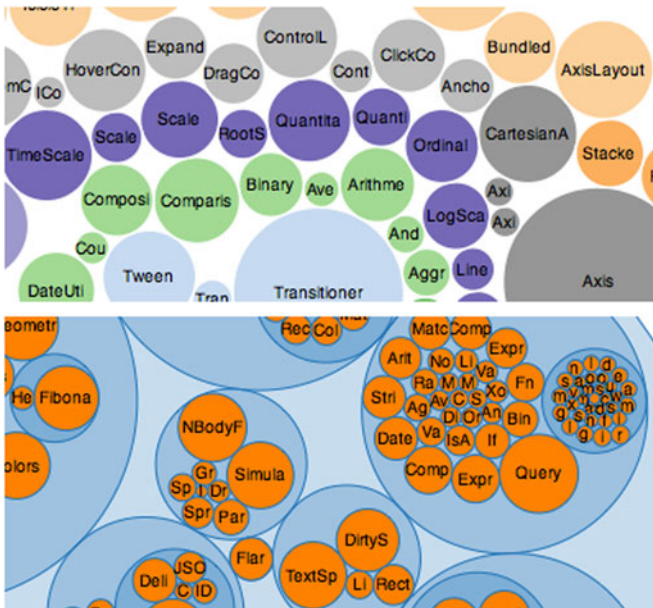 ControlL
Expand
Bundled
ClickCo
HoverCon
DragCo
Cont
AxisLayout
mC
ICo
Ancho
Scale
Quantita
Quanti
CartesianA
Scale
RootS
Ordinal
TimeScale
Stacke
Binary
Ave
Arithme
Axi
Composi
Comparis
LogSca
Axi
And
Cou
Tween
Aggr
Line
DateUti
Tran
Transitioner
Axis
eometr
Rec
Col
Matc
Comp
Expr
Arit
No
Li
Va
Fn
Ra
M
M
Xo
He
Fibona
Stri
Ag
Av
C
S
An
Bin
Di
Or
NBodyF
Date
Va
IsA
If
olors
Gr
Simula
Comp
Expr
Query
Sp
I
Dr
Spr
Par
DirtyS
Flar
JSO
Deli
C
ID
TextSp
Li
Rect